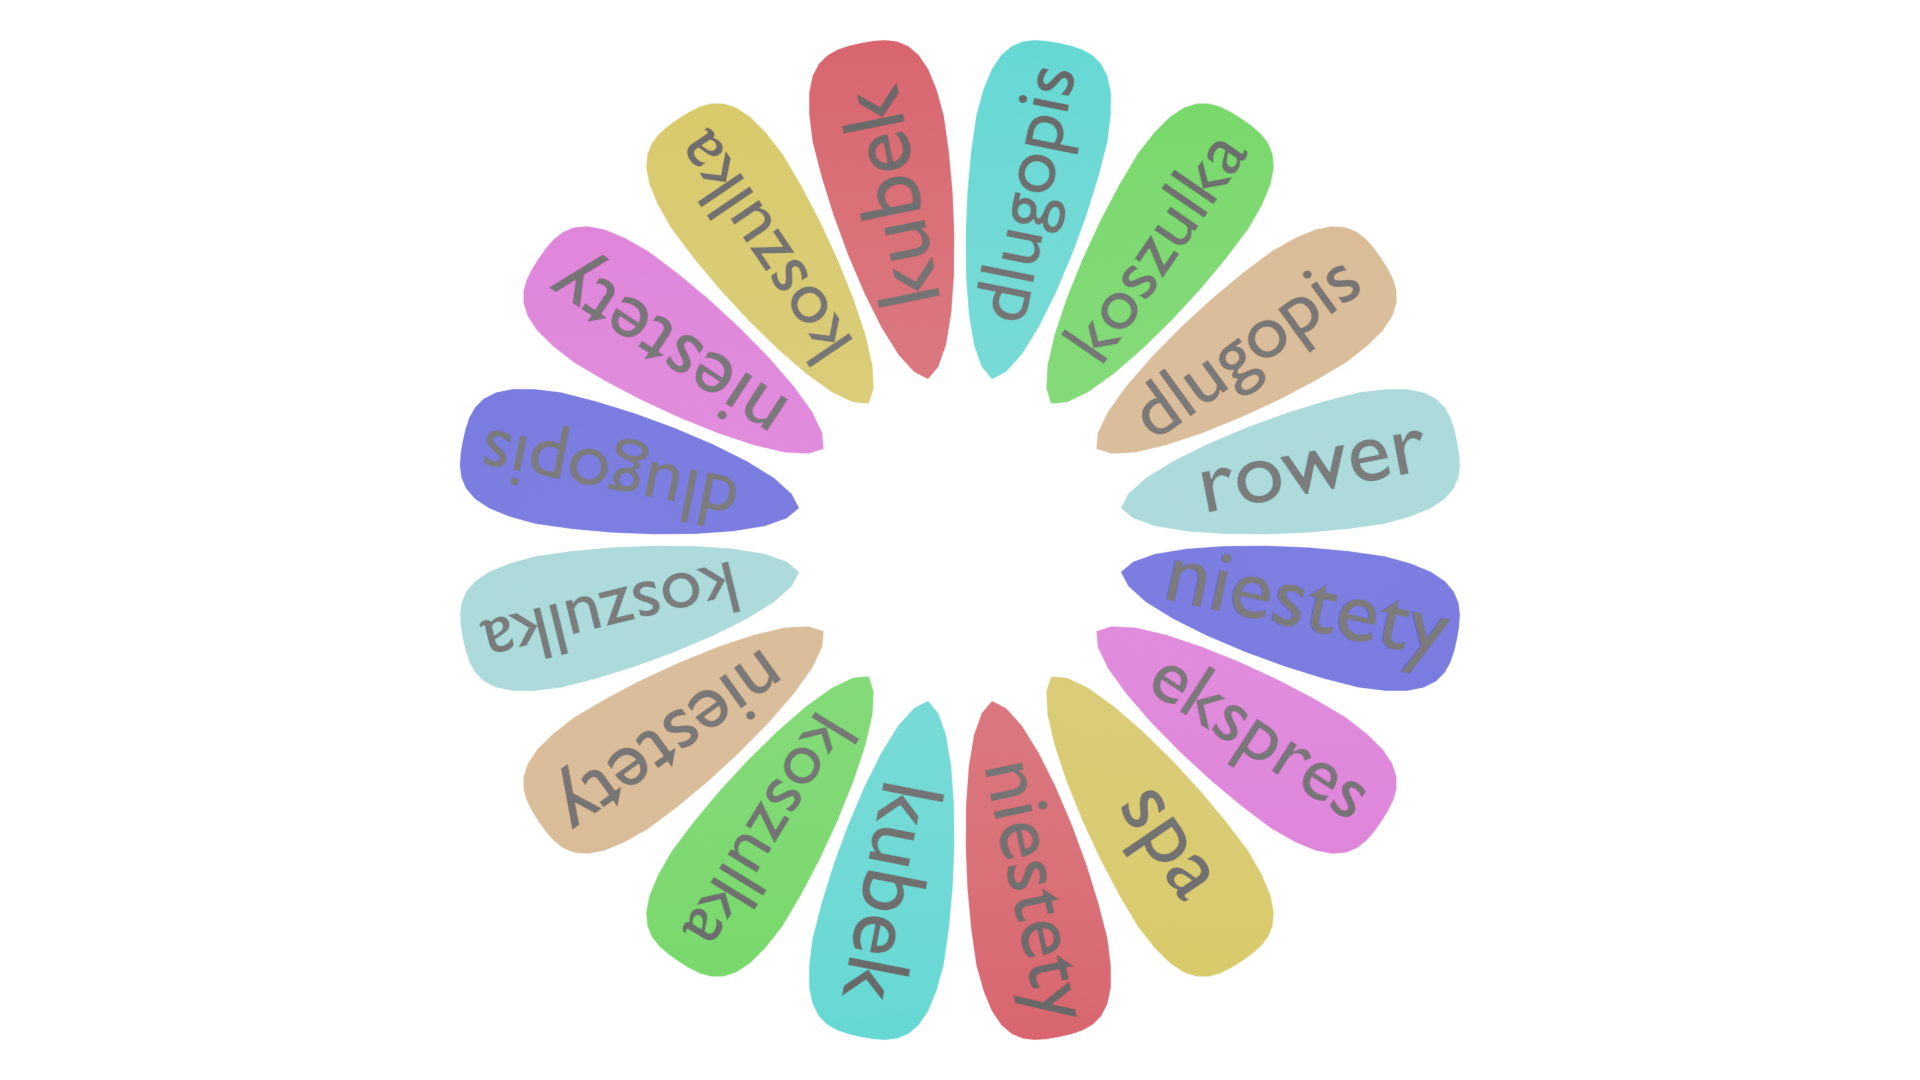 dlugopis
koszulka
dlugopis
rower
niestety
ekspres
spa
niestety
kubek
koszulka
niestety
koszulka
dlugopis
niestety
koszulka
kubek